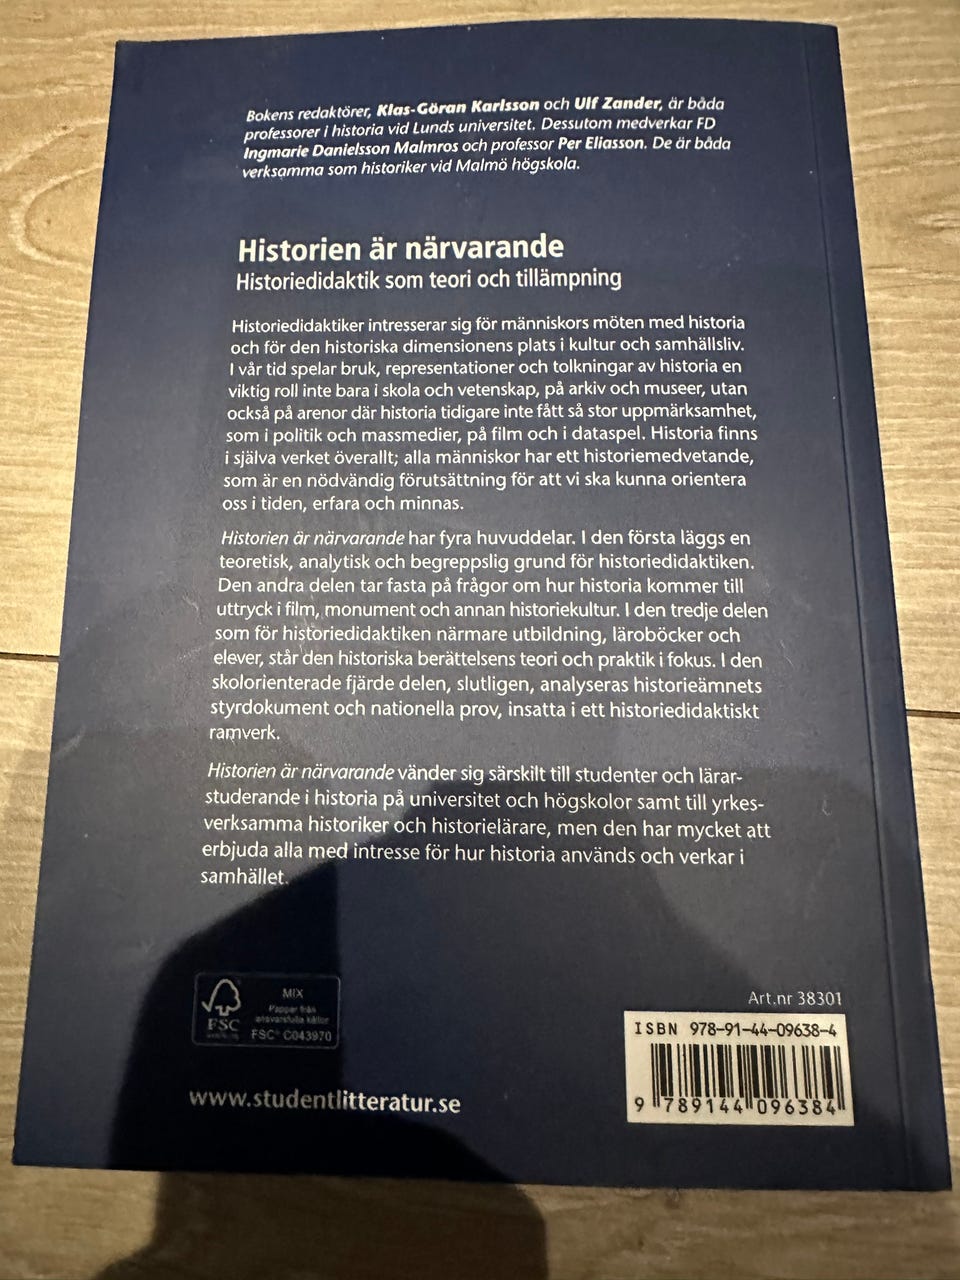 Bokens redaktörer, Klas-Göran Karlsson och Ulf Zander, är båda
professorer i historia vid Lunds universitet. Dessutom medverkar FD
Ingmarie Danielsson Malmros och professor Per Eliasson. De är båda
verksamma som historiker vid Malmö högskola.
Historien är närvarande
Historiedidaktik som teori och tillämpning
Historiedidaktiker intresserar sig för människors möten med historia
och för den historiska dimensionens plats i kultur och samhällsliv.
I vår tid spelar bruk, representationer och tolkningar av historia en
viktig roll inte bara i skola och vetenskap, på arkiv och museer, utan
också på arenor där historia tidigare inte fått så stor uppmärksamhet,
som i politik och massmedier, på film och i dataspel. Historia finns
i själva verket överallt; alla människor har ett historiemedvetande,
som är en nödvändig förutsättning för att vi ska kunna orientera
oss i tiden, erfara och minnas.
Historien är närvarande har fyra huvuddelar. I den första läggs en
teoretisk, analytisk och begreppslig grund för historiedidaktiken.
Den andra delen tar fasta på frågor om hur historia kommer till
uttryck i film, monument och annan historiekultur. I den tredje delen
som för historiedidaktiken närmare utbildning, läroböcker och
elever, står den historiska berättelsens teori och praktik i fokus. I den
skolorienterade fjärde delen, slutligen, analyseras historieämnets
styrdokument och nationella prov, insatta i ett historiedidaktiskt
ramverk.
Historien är närvarande vänder sig särskilt till studenter och lärar-
studerande i historia på universitet och högskolor samt till yrkes-
verksamma historiker och historielärare, men den har mycket att
erbjuda alla med intresse för hur historia används och verkar i
samhället.
MIX
Papper från
ansvarsfulla källor
FSC
FSC® C043970
Art.nr 38301
ISBN 978-91-44-09638-4
9 789144 096384
www.studentlitteratur.se